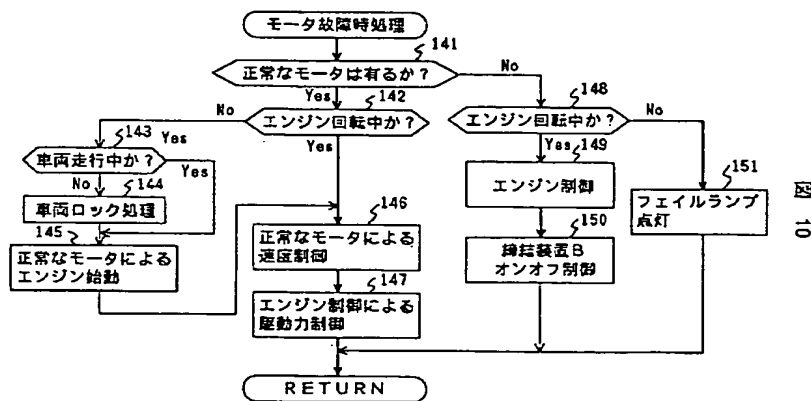 モータ故障時処理
141
正常なモータは有るか?
No
Yes
142
148
No
エンジン回転中か?
エンジン回転中か?
No
143
Yes
Yes
Yes
149
151
車両走行中か?
Yes
エンジン制御
フェイルランプ
点灯
No
144
車両ロック処理
146
150
145
正常なモータによる
速度制御
締結装置B
オンオフ制御
正常なモータによる
エンジン始動
147
エンジン制御による
駆動力制御
RETURN
図 10